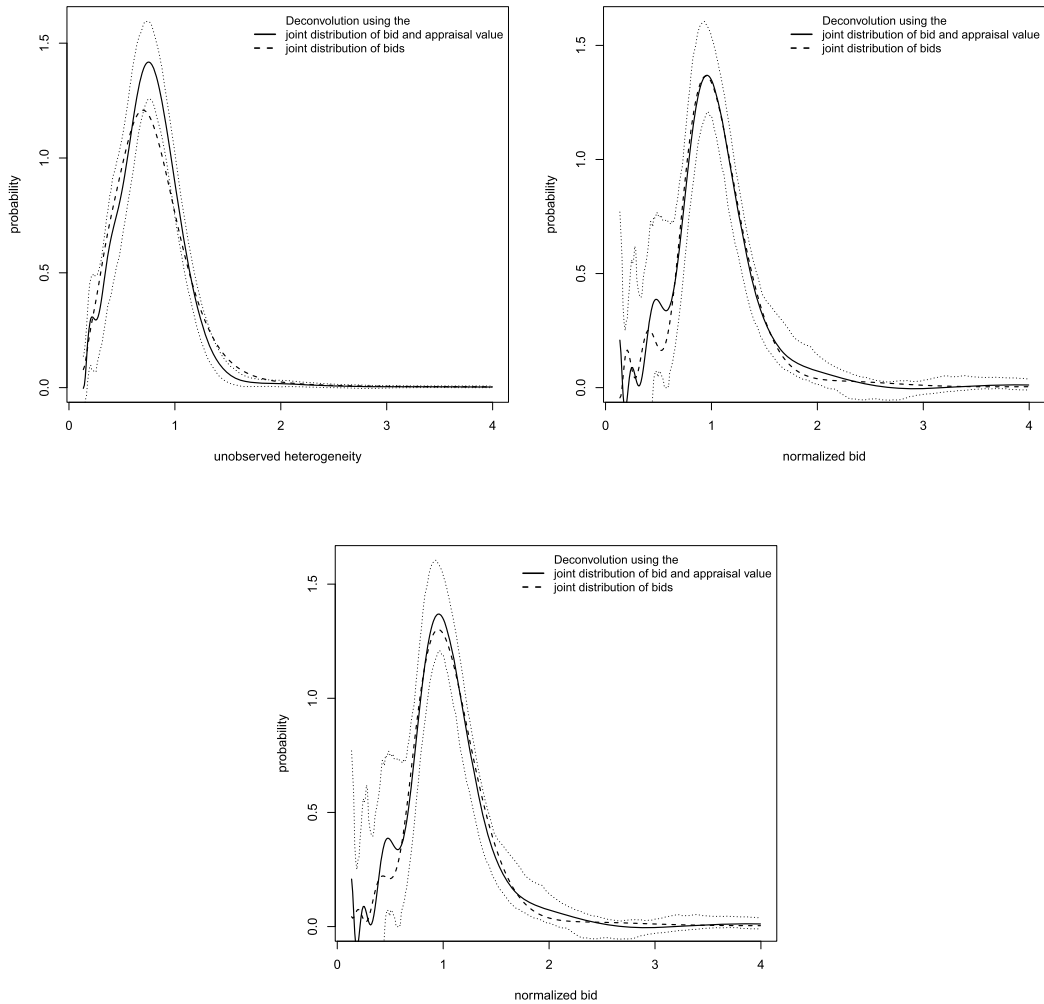 Deconvolution using the
joint distribution of bid and appraisal value
joint distribution of bids
probability
0.0
0.5
1.0
1.5
0 1 2 3 4
unobserved heterogeneity
Deconvolution using the
joint distribution of bid and appraisal value
joint distribution of bids
probability
0.0
0.5
1.0
1.5
0 1 2 3 4
normalized bid
Deconvolution using the
joint distribution of bid and appraisal value
joint distribution of bids
probability
0.0
0.5
1.0
1.5
0 1 2 3 4
normalized bid